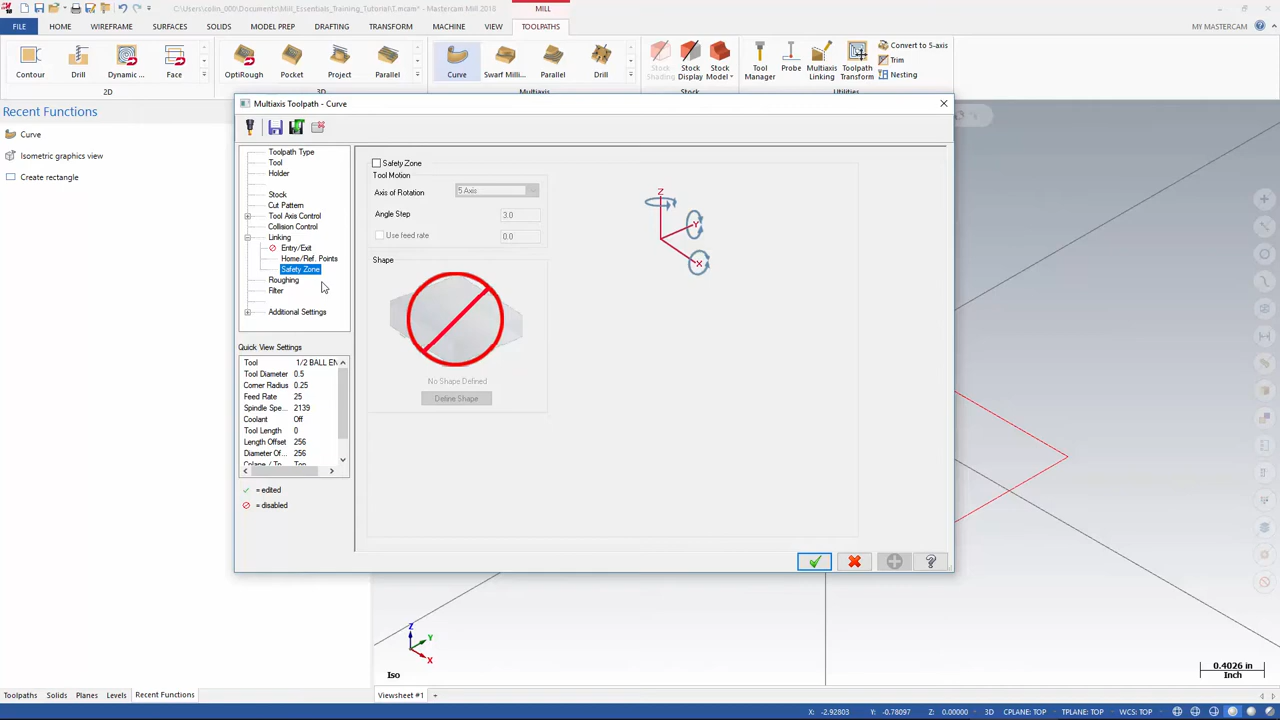 C:\Users\colin_000\Documents\Mill_Essentials_Training_Tutorial\T.mcam* - Mastercam Mill 2018
MILL
FILE HOME WIREFRAME SURFACES SOLIDS MODEL PREP DRAFTING TRANSFORM MACHINE VIEW TOOLPATHS MY MASTERCAM
Contour Drill Dynamic ... Face OptiRough Pocket Project Parallel Curve Swarf Milli... Parallel Drill
Stock Shading Stock Display Stock Model Tool Manager Probe Multiaxis Linking Toolpath Transform
Convert to 5-axis
Trim
Nesting
2D 3D Multiaxis Stock Utilities
Recent Functions
Curve
Isometric graphics view
Create rectangle
Multiaxis Toolpath - Curve
Toolpath Type
Tool
Holder
Stock
Cut Pattern
Tool Axis Control
Collision Control
Linking
Entry/Exit
Home/Ref. Points
Safety Zone
Roughing
Filter
Additional Settings
Quick View Settings
Tool 1/2 BALL EN
Tool Diameter 0.5
Corner Radius 0.25
Feed Rate 25
Spindle Spe... 2139
Coolant Off
Tool Length 0
Length Offset 256
Diameter Of... 256
Cplane / Tp... Top
= edited
= disabled
Safety Zone
Tool Motion
Axis of Rotation 5 Axis
Angle Step 3.0
Use feed rate 0.0
Shape
No Shape Defined
Define Shape
Z
Y
X
Z
Y
X
Iso
0.4026 in
Inch
Toolpaths Solids Planes Levels Recent Functions
Viewsheet #1 +
X: -2.92803 Y: -0.78097 Z: 0.00000 3D CPLANE: TOP TPLANE: TOP WCS: TOP